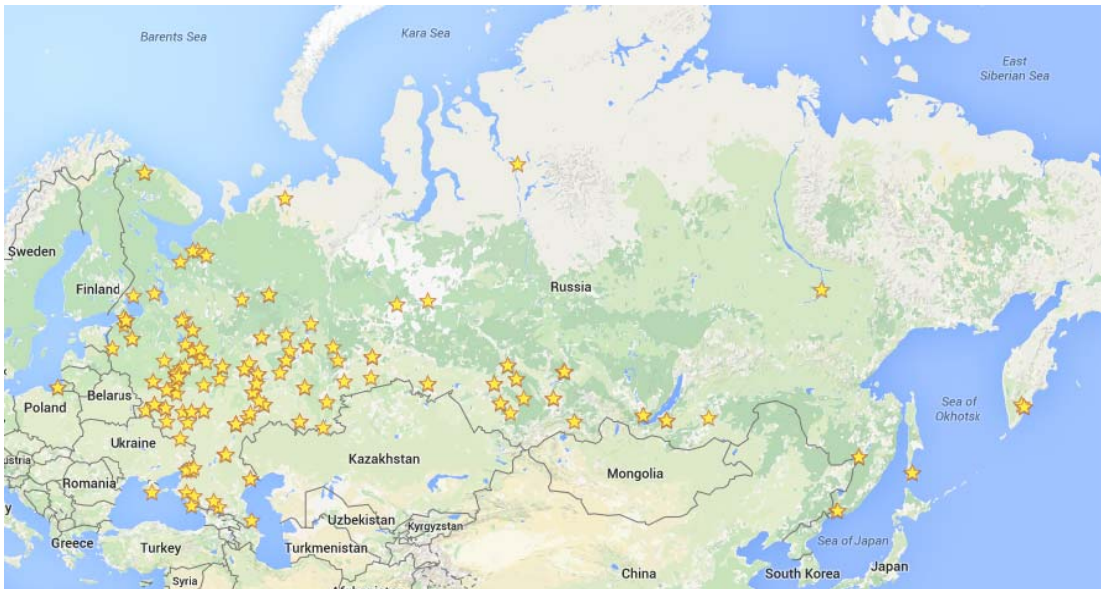 Barents Sea
Kara Sea
East
Siberian Sea
Sweden
Finland
Russia
Belarus
Poland
Sea of
Okhotsk
Ukraine
Kazakhstan
Mongolia
Romania
Uzbekistan
Kyrgyzstan
Greece
Turkey
Turkmenistan
Sea of Japan
Syria
China
South Korea
Japan